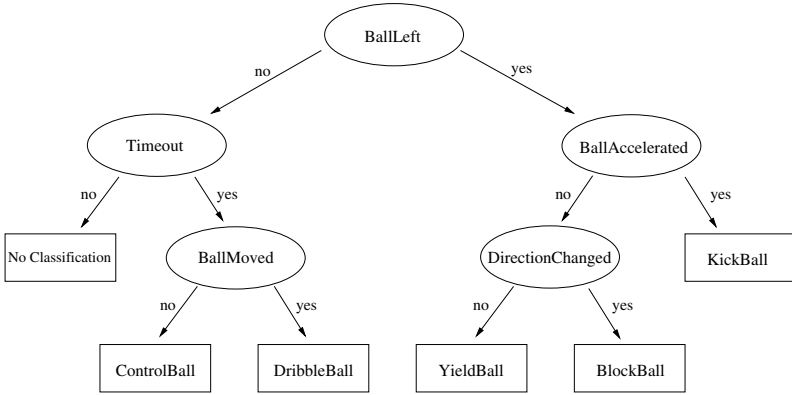 BallLeft
no
yes
Timeout
BallAccelerated
no
yes
no
yes
No Classification
BallMoved
DirectionChanged
KickBall
no
yes
no
yes
ControlBall
DribbleBall
YieldBall
BlockBall